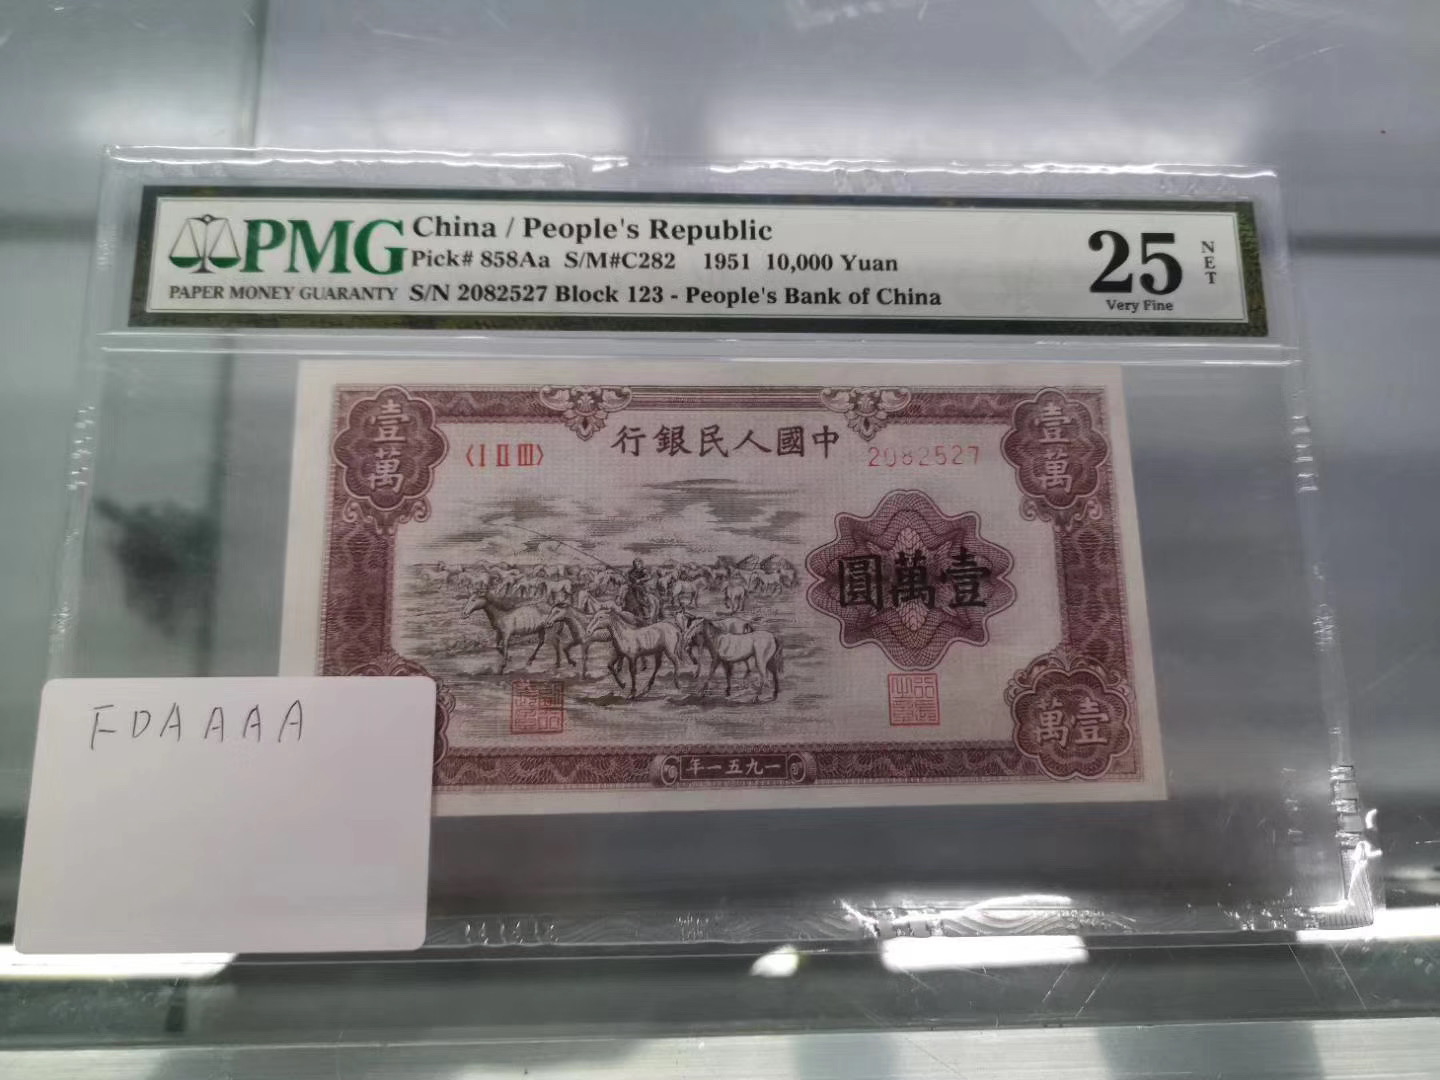 PMG
PAPER MONEY GUARANTY
China / People's Republic
Pick# 858Aa S/M#C282 1951 10,000 Yuan
S/N 2082527 Block 123 - People's Bank of China
25
Very Fine
NET
壹萬
〈I II III〉
行銀民人國中
2082527
壹萬
圓萬壹
萬壹
年一五九一
FDAAAA